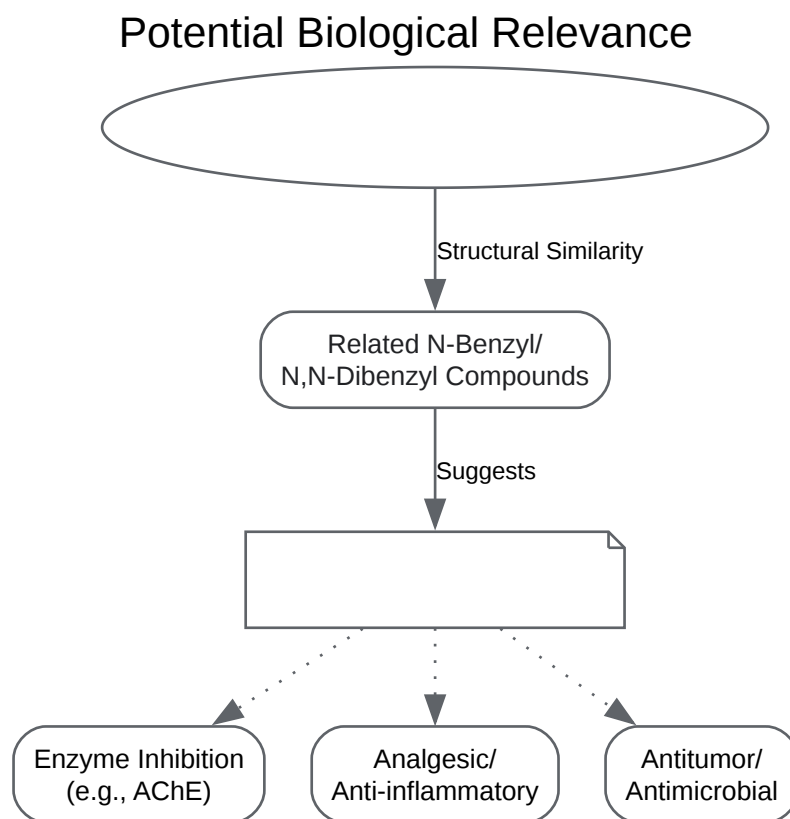 Potential Biological Relevance
Structural Similarity
Related N-Benzyl/
N,N-Dibenzyl Compounds
Suggests
Enzyme Inhibition
(e.g., AChE)
Analgesic/
Anti-inflammatory
Antitumor/
Antimicrobial